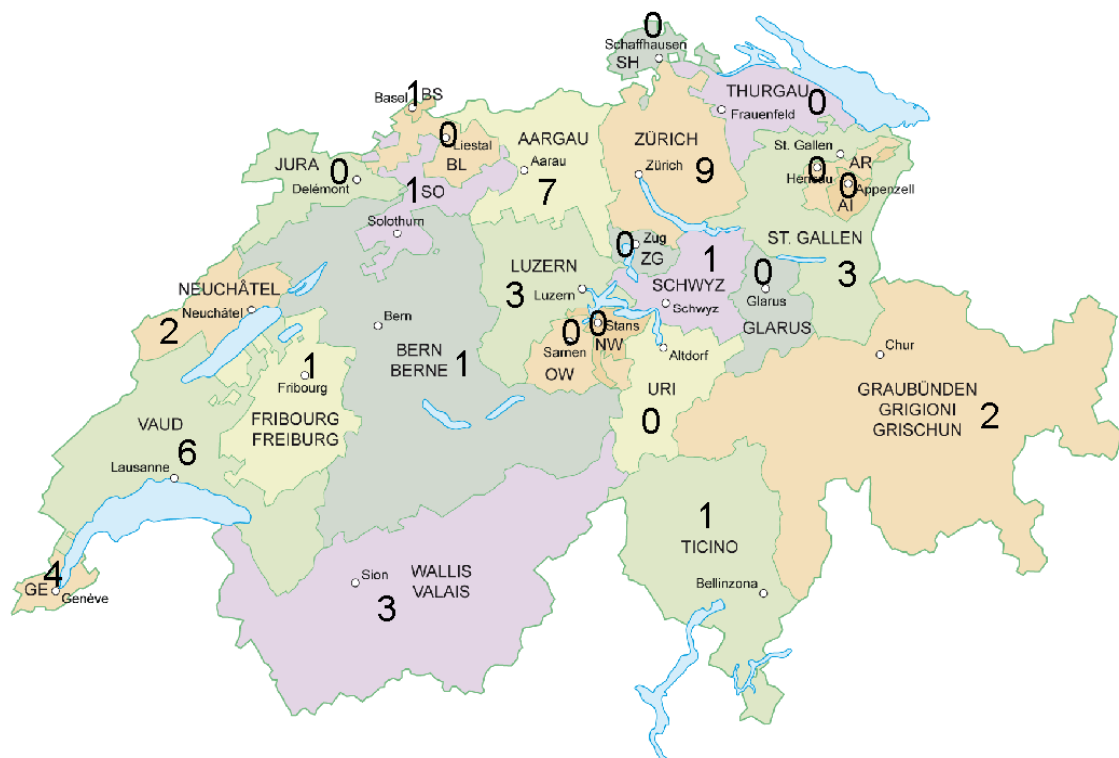 0
Schaffhausen
SH
THURGAU
0
Frauenfeld
1
BS
Basel
0
Liestal
BL
AARGAU
Aarau
7
ZÜRICH
Zürich
9
St. Gallen
0
Herisau
AR
0
Appenzell
AI
JURA
0
Delémont
1
SO
Solothurn
ST. GALLEN
3
0
Zug
ZG
1
SCHWYZ
Schwyz
0
Glarus
GLARUS
LUZERN
3
Luzern
NEUCHÂTEL
Neuchâtel
2
Bern
BERN
BERNE
1
0
Sarnen
OW
0
Stans
NW
Altdorf
URI
0
Chur
GRAUBÜNDEN
GRIGIONI
GRISCHUN
2
1
Fribourg
FRIBOURG
FREIBURG
VAUD
6
Lausanne
1
TICINO
Bellinzona
4
GE
Genéve
Sion
WALLIS
VALAIS
3